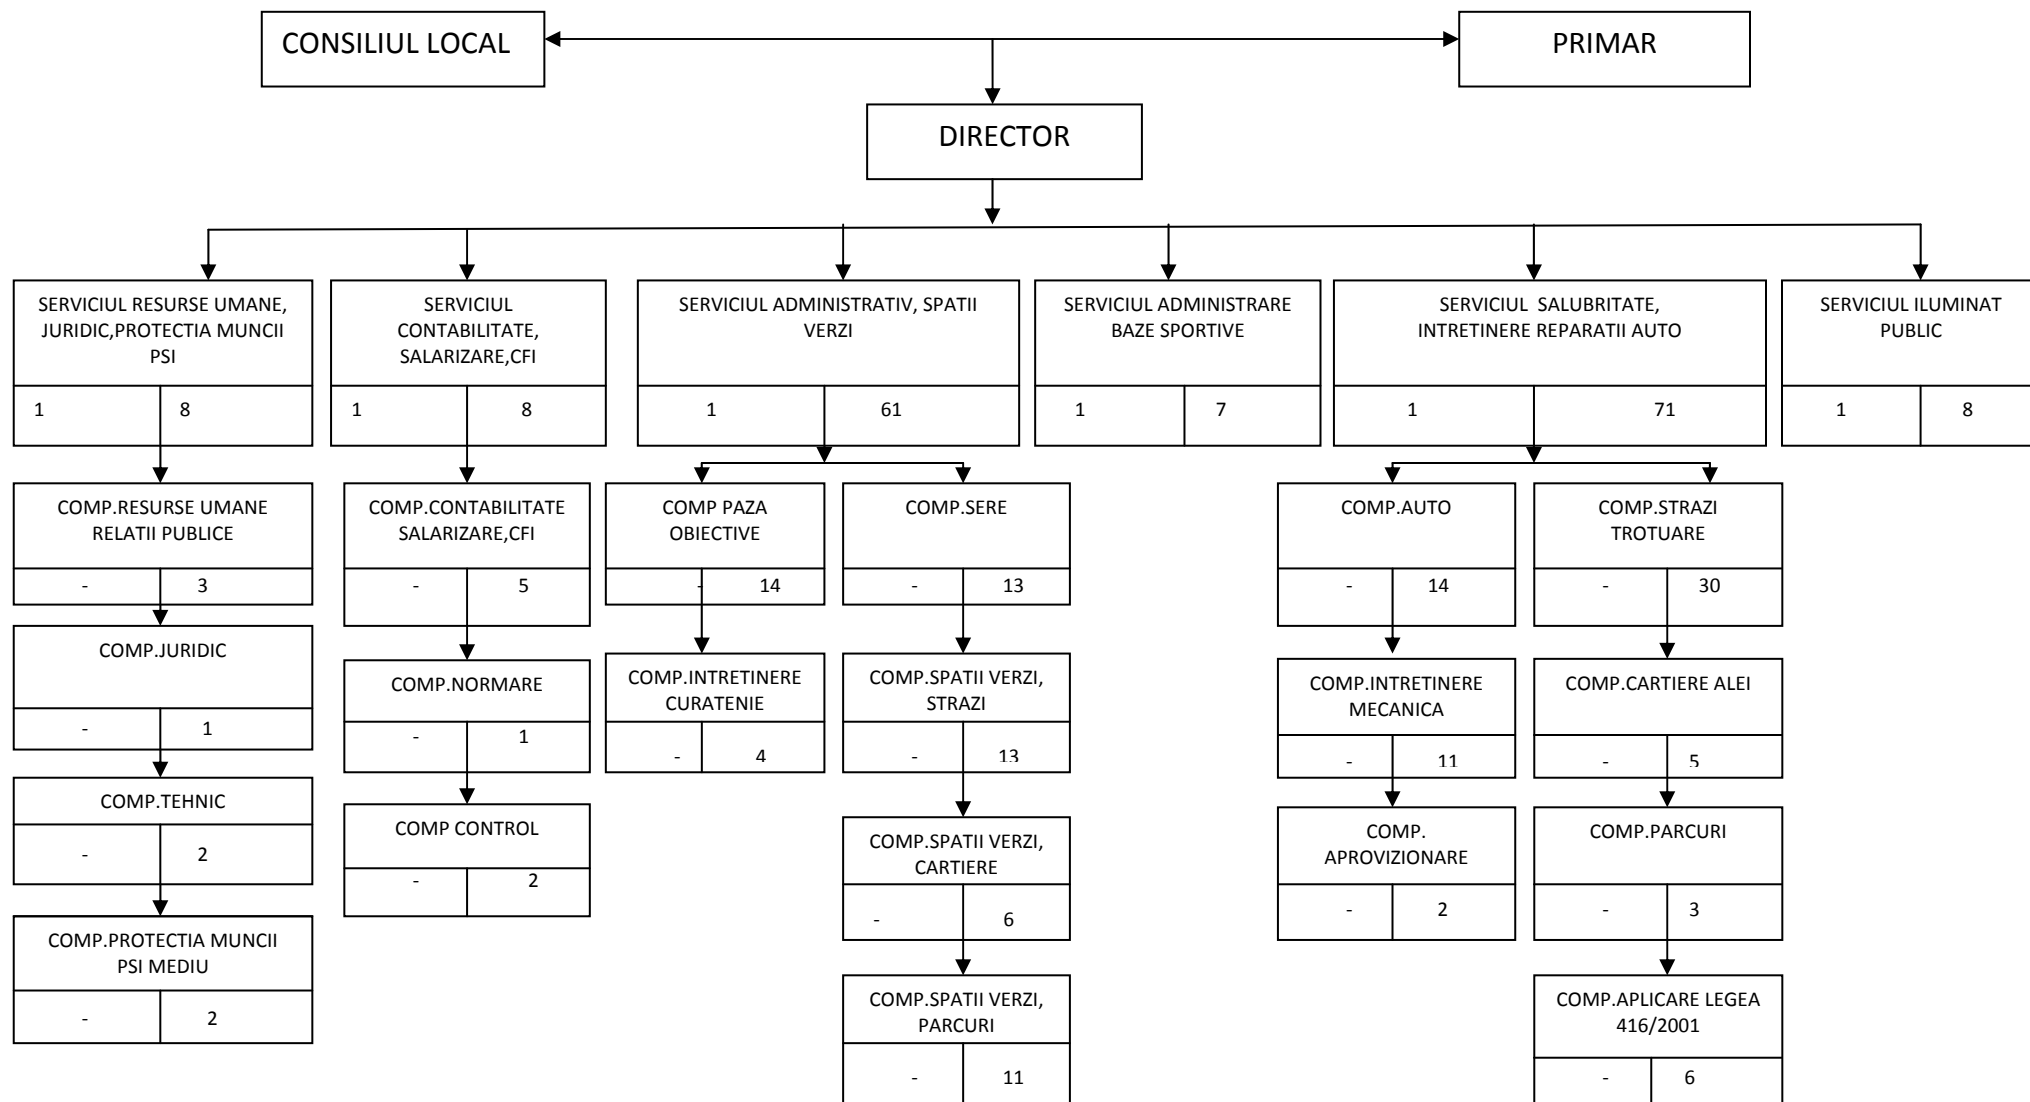 CONSILIUL LOCAL
PRIMAR
DIRECTOR
SERVICIUL RESURSE UMANE,
JURIDIC,PROTECTIA MUNCII
PSI
1 8
SERVICIUL
CONTABILITATE,
SALARIZARE,CFI
1 8
SERVICIUL ADMINISTRATIV, SPATII
VERZI
1 61
SERVICIUL ADMINISTRARE
BAZE SPORTIVE
1 7
SERVICIUL SALUBRITATE,
INTRETINERE REPARATII AUTO
1 71
SERVICIUL ILUMINAT
PUBLIC
1 8
COMP.RESURSE UMANE
RELATII PUBLICE
- 3
COMP.JURIDIC
- 1
COMP.TEHNIC
- 2
COMP.PROTECTIA MUNCII
PSI MEDIU
- 2
COMP.CONTABILITATE
SALARIZARE,CFI
- 5
COMP.NORMARE
- 1
COMP CONTROL
- 2
COMP PAZA
OBIECTIVE
- 14
COMP.INTRETINERE
CURATENIE
- 4
COMP.SERE
- 13
COMP.SPATII VERZI,
STRAZI
- 13
COMP.SPATII VERZI,
CARTIERE
- 6
COMP.SPATII VERZI,
PARCURI
- 11
COMP.AUTO
- 14
COMP.INTRETINERE
MECANICA
- 11
COMP.
APROVIZIONARE
- 2
COMP.STRAZI
TROTUARE
- 30
COMP.CARTIERE ALEI
- 5
COMP.PARCURI
- 3
COMP.APLICARE LEGEA
416/2001
- 6